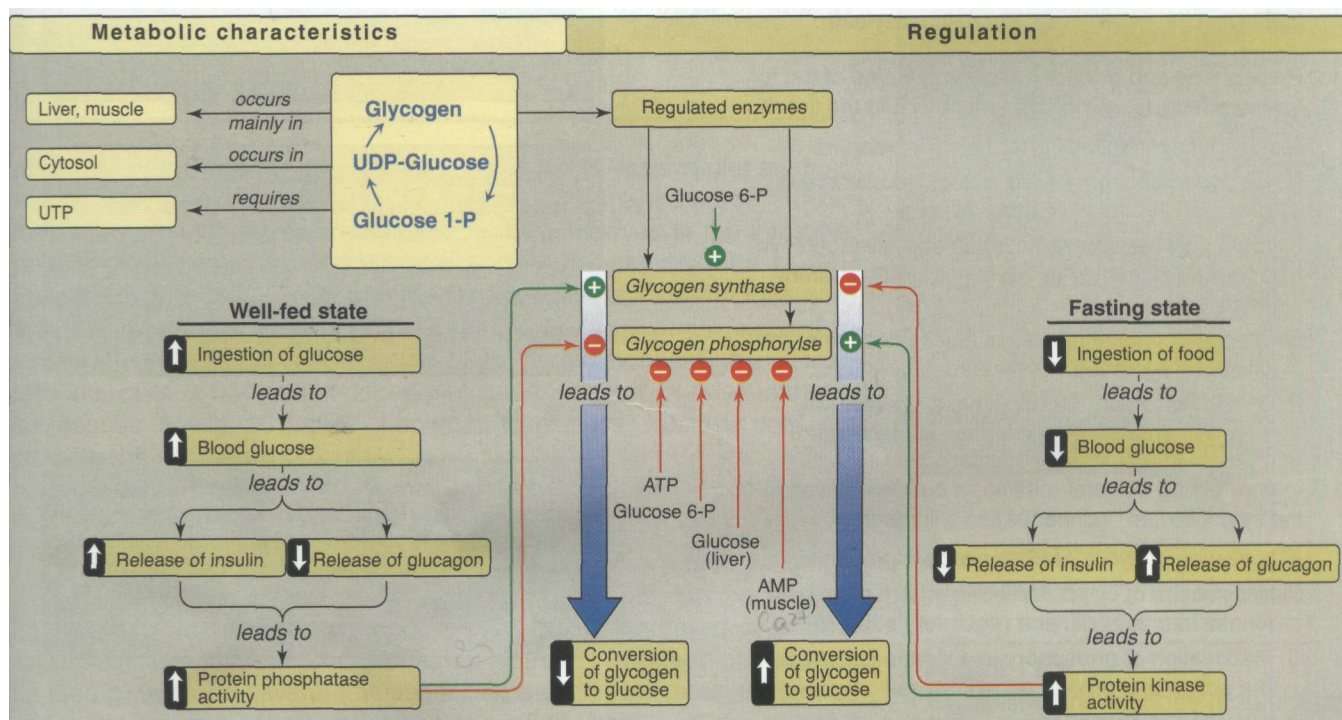 Metabolic characteristics
Regulation
Liver, muscle
occurs
mainly in
Cytosol
occurs in
UTP
requires
Glycogen
UDP-Glucose
Glucose 1-P
Regulated enzymes
Glucose 6-P
+
Glycogen synthase
Glycogen phosphorylse
+
−
−
+
−
−
−
−
leads to
leads to
ATP
Glucose 6-P
Glucose
(liver)
AMP
(muscle)
Ca2+
Well-fed state
Ingestion of glucose
leads to
Blood glucose
leads to
Release of insulin
Release of glucagon
leads to
Protein phosphatase
activity
Conversion
of glycogen
to glucose
Conversion
of glycogen
to glucose
Fasting state
Ingestion of food
leads to
Blood glucose
leads to
Release of insulin
Release of glucagon
leads to
Protein kinase
activity